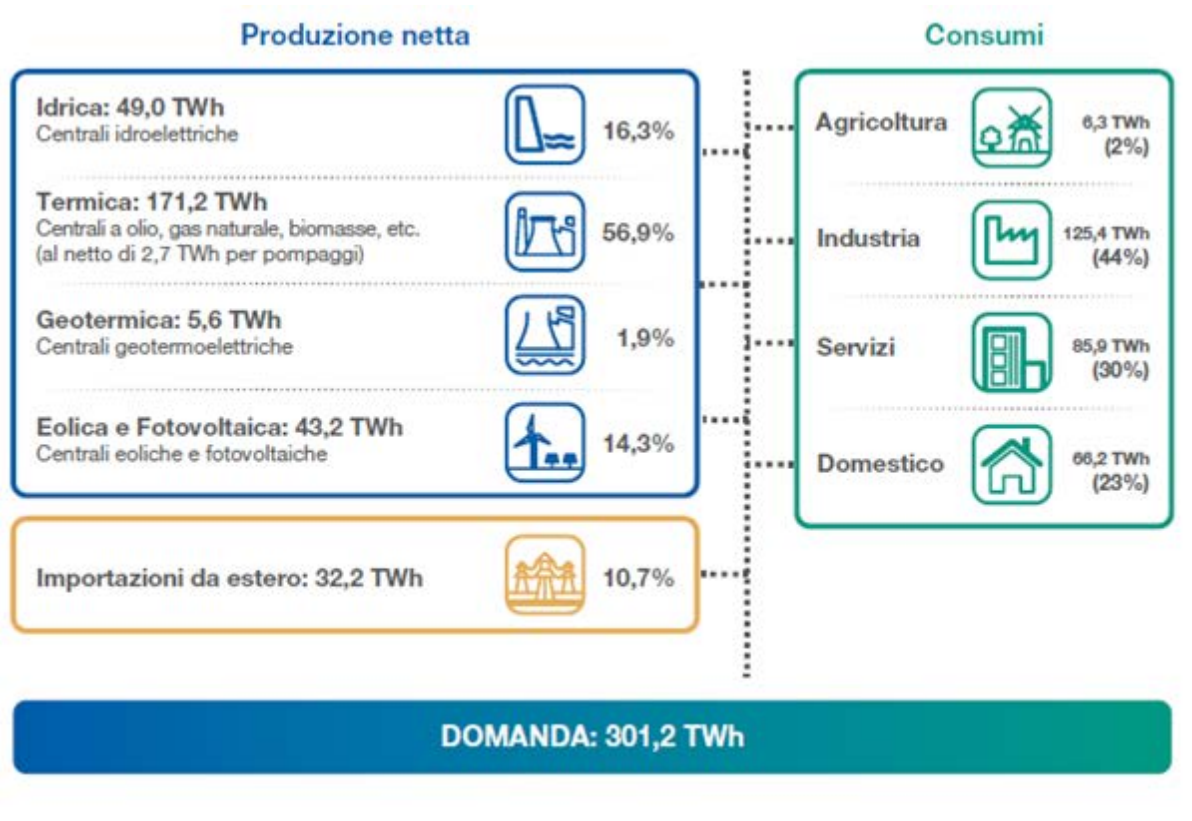 Produzione netta
Idrica: 49,0 TWh
Centrali idroelettriche
16,3%
Termica: 171,2 TWh
Centrali a olio, gas naturale, biomasse, etc.
(al netto di 2,7 TWh per pompaggi)
56,9%
Geotermica: 5,6 TWh
Centrali geotermoelettriche
1,9%
Eolica e Fotovoltaica: 43,2 TWh
Centrali eoliche e fotovoltaiche
14,3%
Importazioni da estero: 32,2 TWh
10,7%
Consumi
Agricoltura
6,3 TWh
(2%)
Industria
125,4 TWh
(44%)
Servizi
85,9 TWh
(30%)
Domestico
66,2 TWh
(23%)
DOMANDA: 301,2 TWh